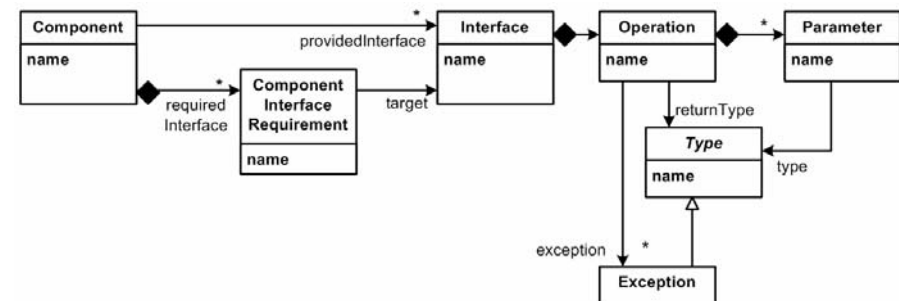 Component
name
*
providedInterface
Interface
name
Operation
name
*
Parameter
name
*
required
Interface
Component
Interface
Requirement
name
target
returnType
Type
name
type
exception
*
Exception